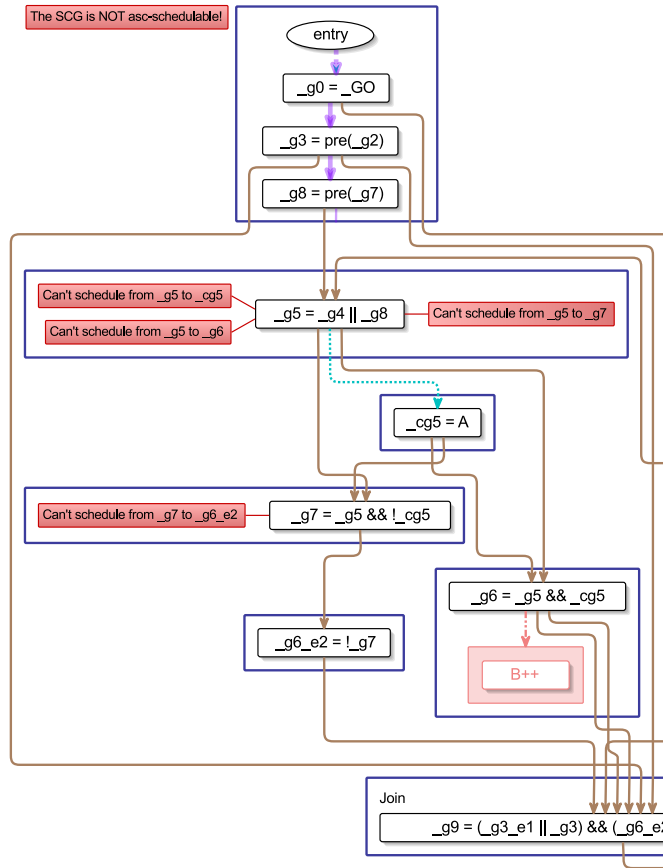 The SCG is NOT asc-schedulable!
entry
_g0 = _GO
_g3 = pre(_g2)
_g8 = pre(_g7)
Can't schedule from _g5 to _cg5
Can't schedule from _g5 to _g6
_g5 = _g4 || _g8
Can't schedule from _g5 to _g7
_cg5 = A
Can't schedule from _g7 to _g6_e2
_g7 = _g5 && !_cg5
_g6 = _g5 && _cg5
_g6_e2 = !_g7
B++
Join
_g9 = (_g3_e1 || _g3) && (_g6_e2